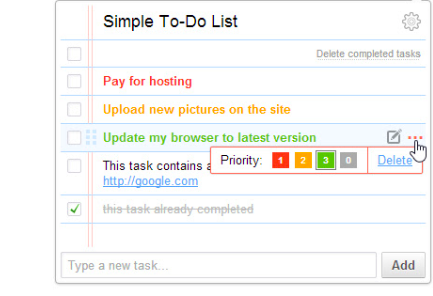 Simple To-Do List
Delete completed tasks
Pay for hosting
Upload new pictures on the site
Update my browser to latest version
Priority: 1 2 3 0 Delete
This task contains a
http://google.com
this task already completed
Type a new task... Add